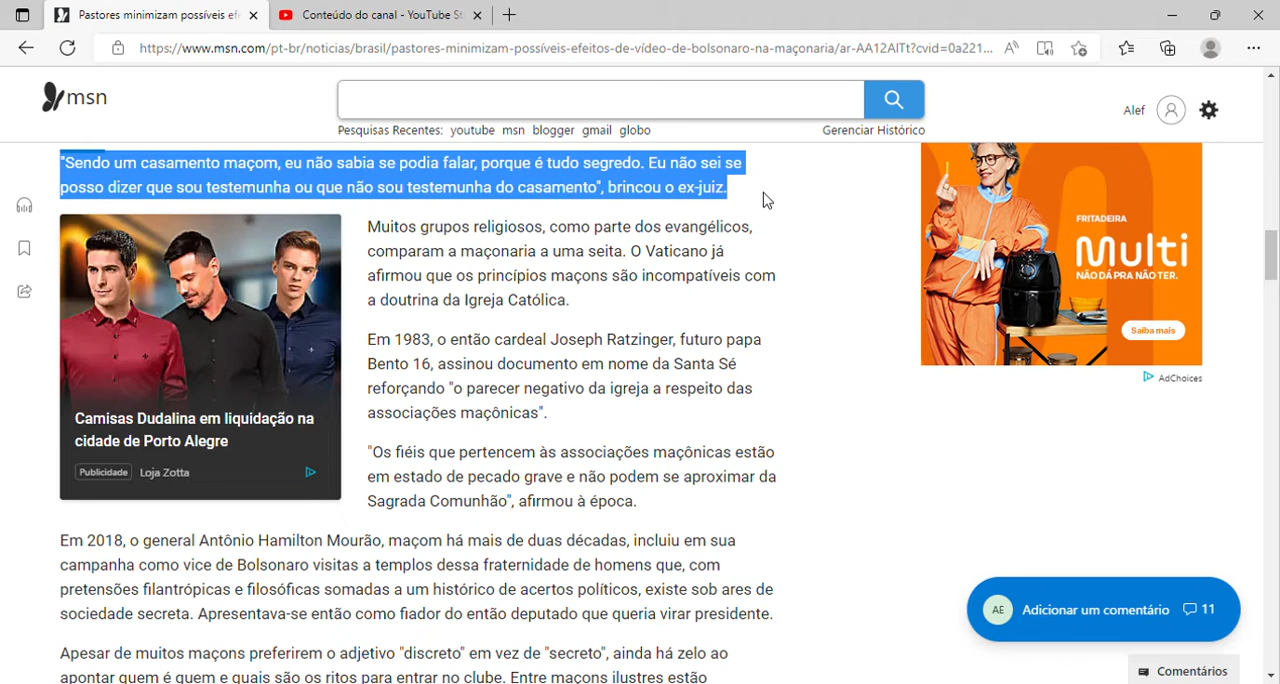 Pastores minimizam possíveis efe
Conteúdo do canal - YouTube St
https://www.msn.com/pt-br/noticias/brasil/pastores-minimizam-possíveis-efeitos-de-vídeo-de-bolsonaro-na-maçonaria/ar-AA12AITt?cvid=0a221...
msn
Alef
Pesquisas Recentes: youtube msn blogger gmail globo
Gerenciar Histórico
"Sendo um casamento maçom, eu não sabia se podia falar, porque é tudo segredo. Eu não sei se
posso dizer que sou testemunha ou que não sou testemunha do casamento", brincou o ex-juiz.
Camisas Dudalina em liquidação na
cidade de Porto Alegre
Publicidade Loja Zotta
Muitos grupos religiosos, como parte dos evangélicos,
comparam a maçonaria a uma seita. O Vaticano já
afirmou que os princípios maçons são incompatíveis com
a doutrina da Igreja Católica.
Em 1983, o então cardeal Joseph Ratzinger, futuro papa
Bento 16, assinou documento em nome da Santa Sé
reforçando "o parecer negativo da igreja a respeito das
associações maçônicas".
"Os fiéis que pertencem às associações maçônicas estão
em estado de pecado grave e não podem se aproximar da
Sagrada Comunhão", afirmou à época.
Em 2018, o general Antônio Hamilton Mourão, maçom há mais de duas décadas, incluiu em sua
campanha como vice de Bolsonaro visitas a templos dessa fraternidade de homens que, com
pretensões filantrópicas e filosóficas somadas a um histórico de acertos políticos, existe sob ares de
sociedade secreta. Apresentava-se então como fiador do então deputado que queria virar presidente.
Apesar de muitos maçons preferirem o adjetivo "discreto" em vez de "secreto", ainda há zelo ao
apontar quem é quem e quais são os ritos para entrar no clube. Entre maçons ilustres estão
FRITADEIRA
Multi
NÃO DÁ PRA NÃO TER.
Saiba mais
AdChoices
AE Adicionar um comentário 11
Comentários